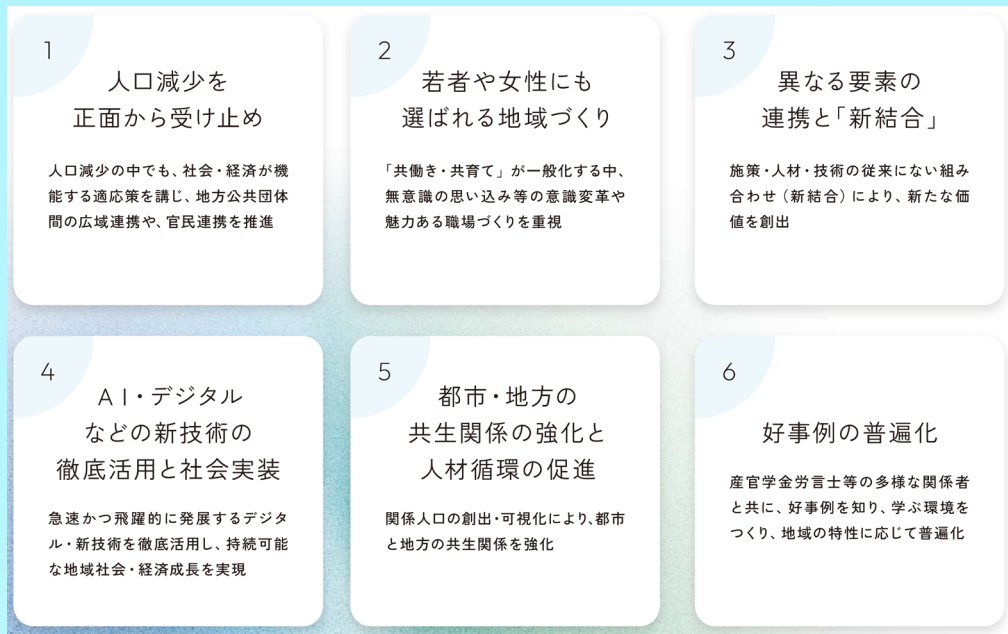 1
人口減少を
正面から受け止め
人口減少の中でも、社会・経済が機
能する適応策を講じ、地方公共団体
間の広域連携や、官民連携を推進
2
若者や女性にも
選ばれる地域づくり
「共働き・共育て」が一般化する中、
無意識の思い込み等の意識変革や
魅力ある職場づくりを重視
3
異なる要素の
連携と「新結合」
施策・人材・技術の従来にない組み
合わせ（新結合）により、新たな価
値を創出
4
AI・デジタル
などの新技術の
徹底活用と社会実装
急速かつ飛躍的に発展するデジタ
ル・新技術を徹底活用し、持続可能
な地域社会・経済成長を実現
5
都市・地方の
共生関係の強化と
人材循環の促進
関係人口の創出・可視化により、都市
と地方の共生関係を強化
6
好事例の普遍化
産官学金労言士等の多様な関係者
と共に、好事例を知り、学ぶ環境を
つくり、地域の特性に応じて普遍化